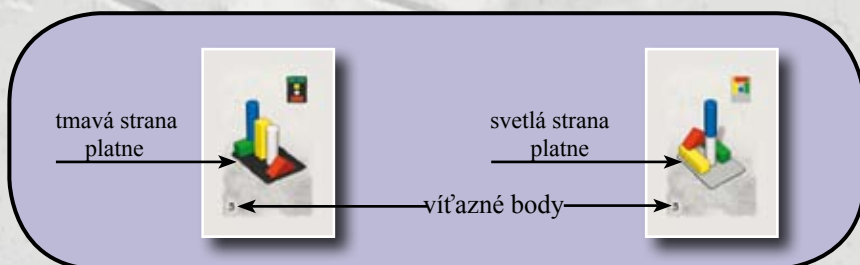 tmavá strana
platne
svetlá strana
platne
víťazné body